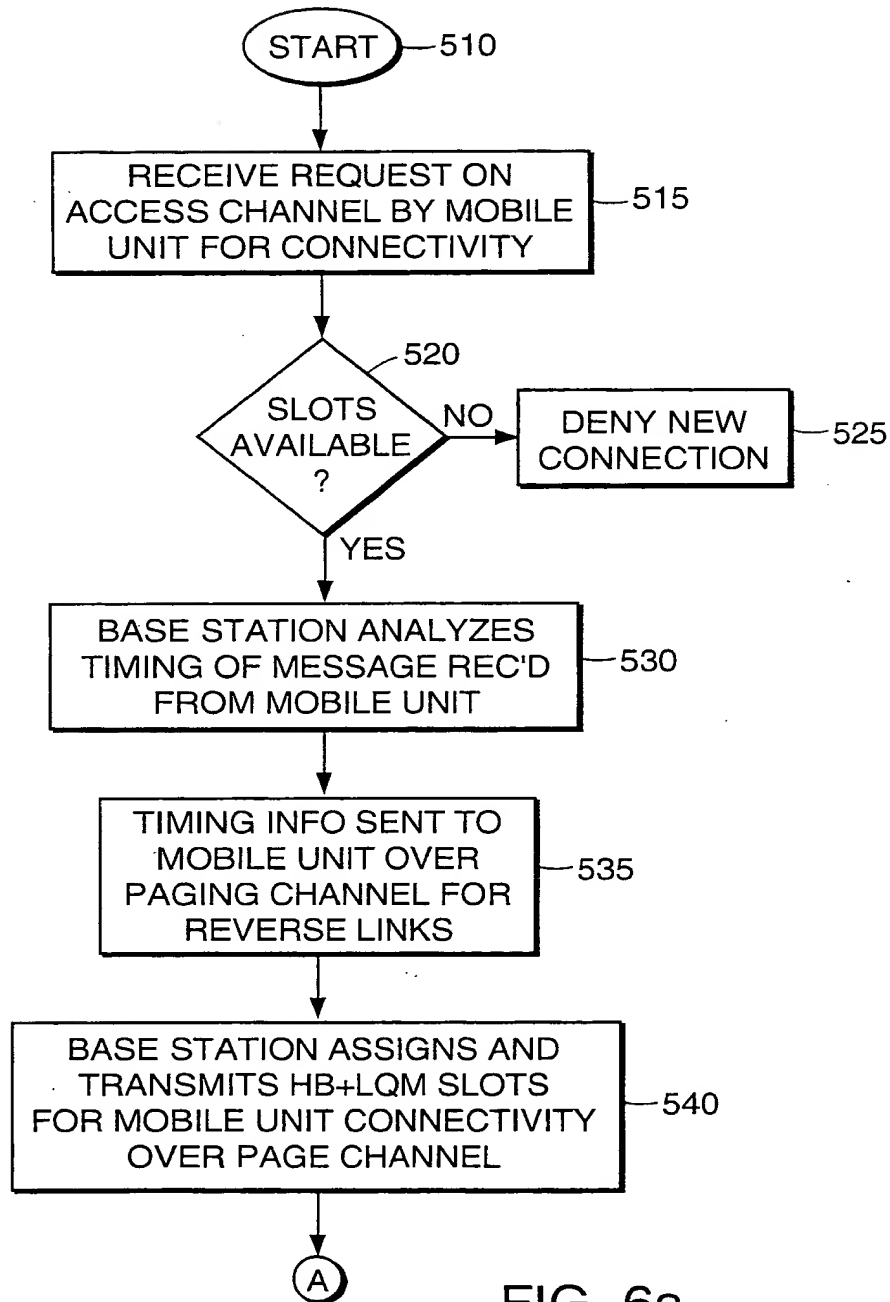 START
510
RECEIVE REQUEST ON
ACCESS CHANNEL BY MOBILE
UNIT FOR CONNECTIVITY
515
520
SLOTS
AVAILABLE
?
NO
DENY NEW
CONNECTION
525
YES
BASE STATION ANALYZES
TIMING OF MESSAGE REC'D
FROM MOBILE UNIT
530
TIMING INFO SENT TO
MOBILE UNIT OVER
PAGING CHANNEL FOR
REVERSE LINKS
535
BASE STATION ASSIGNS AND
TRANSMITS HB+LQM SLOTS
FOR MOBILE UNIT CONNECTIVITY
OVER PAGE CHANNEL
540
A
FIG. 6a